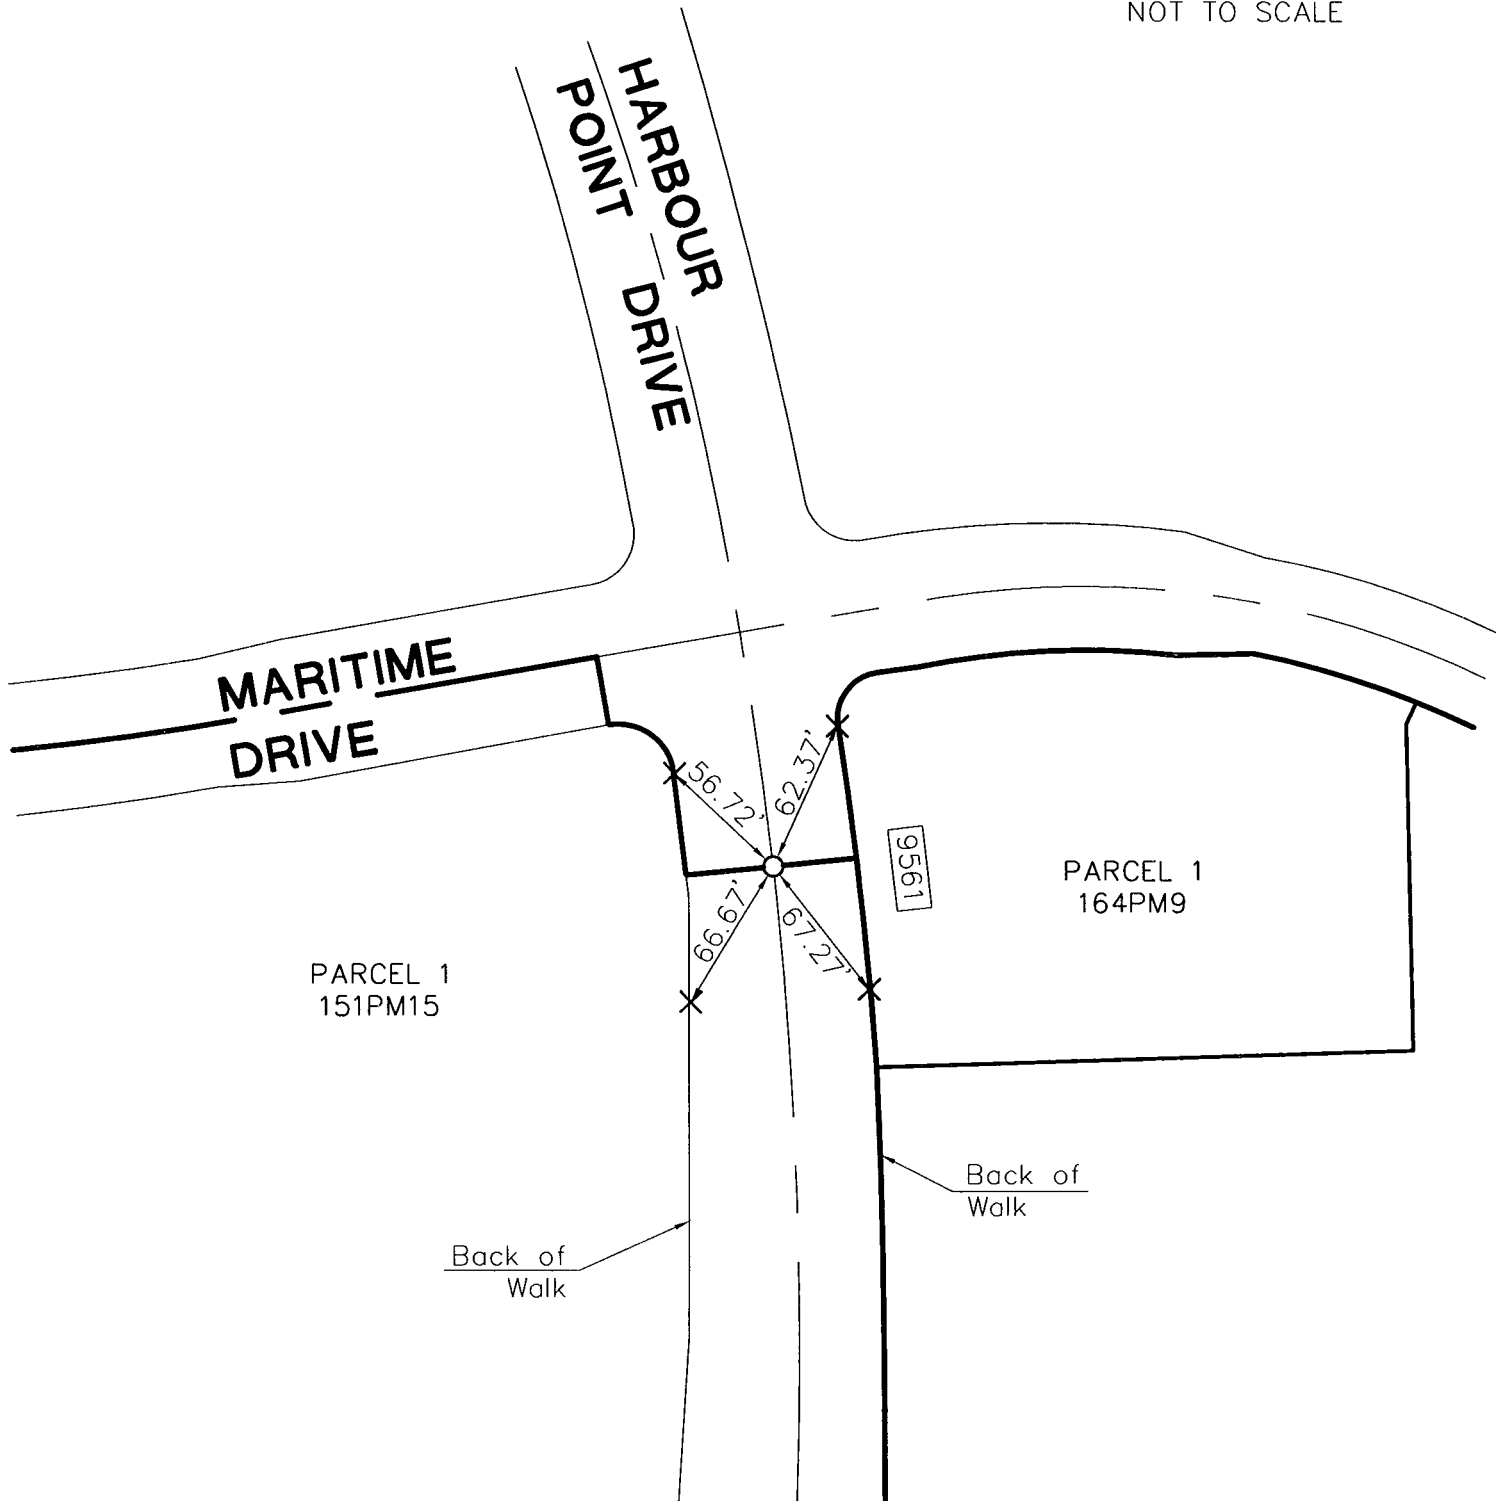 NOT TO SCALE
HARBOUR
POINT DRIVE
MARITIME
DRIVE
56.72'
62.37'
66.67'
67.27'
9561
PARCEL 1
164PM9
PARCEL 1
151PM15
Back of
Walk
Back of
Walk